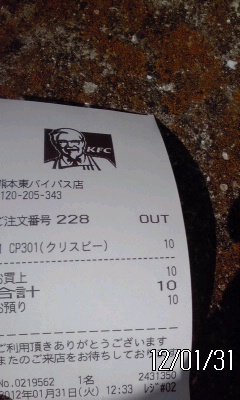 KFC
熊本東バイパス店
120-205-343
ご注文番号 228 OUT
1 CP301(クリスピー) 10
お買上 10
合計 10
お預り 10
ご利用頂きありがとうございます
またのご来店をお待ちしてお
2431350
No.0219562 1名
2012年01月31日(火) 12:33 レジ#02
12/01/31